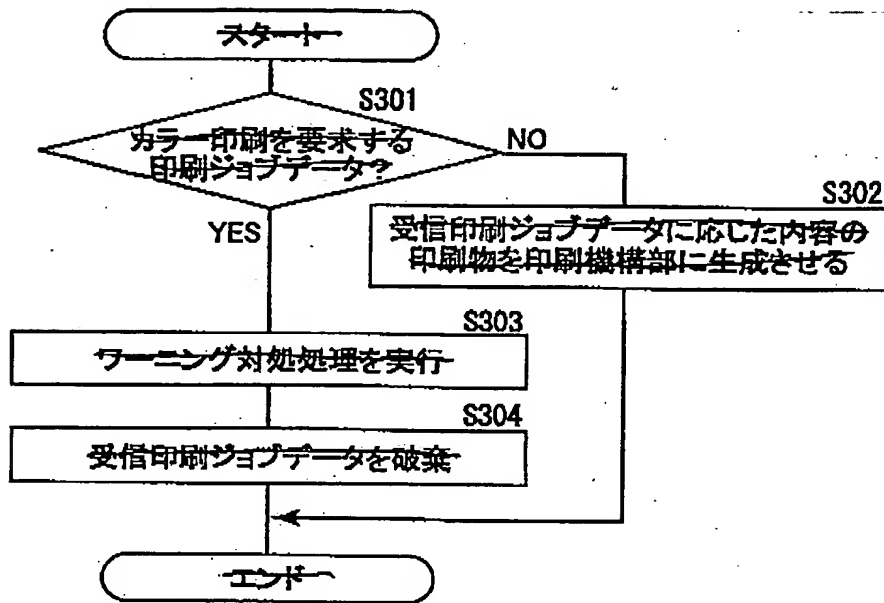 スタート
S301
カラー印刷を要求する
印刷ジョブデータ?
NO
YES
S302
受信印刷ジョブデータに応じた内容の
印刷物を印刷機構部に生成させる
S303
ワーニング対処処理を実行
S304
受信印刷ジョブデータを破棄
エンド